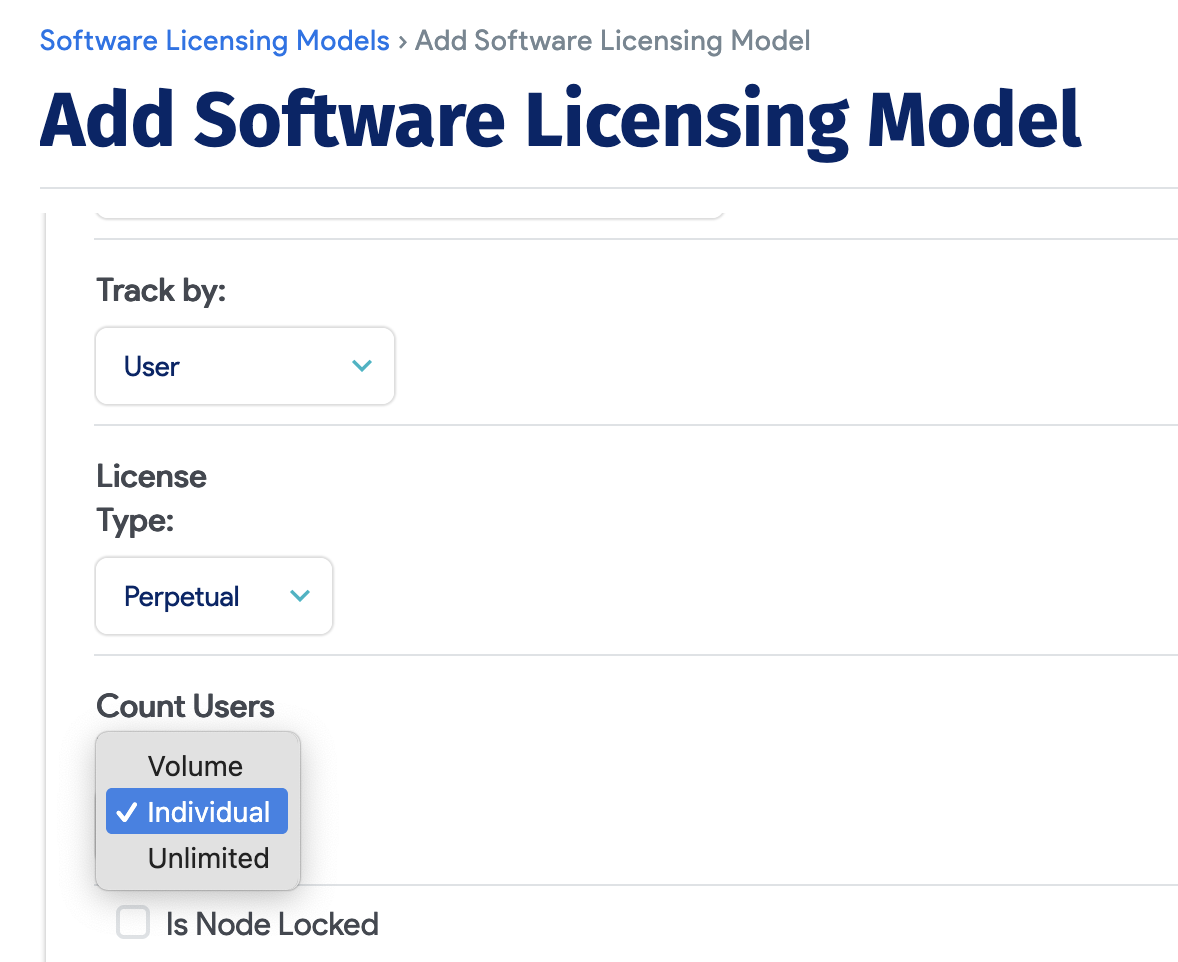 Software Licensing Models › Add Software Licensing Model
Add Software Licensing Model
Track by:
User
License
Type:
Perpetual
Count Users
Volume
✓ Individual
Unlimited
Is Node Locked